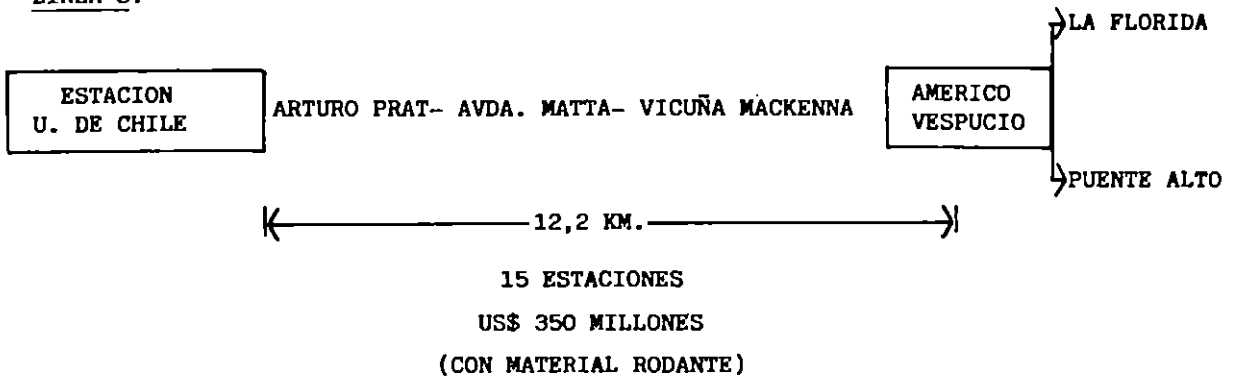 LA FLORIDA
ESTACION
U. DE CHILE
ARTURO PRAT- AVDA. MATTA- VICUÑA MACKENNA
AMERICO
VESPUCIO
PUENTE ALTO
12,2 KM.
15 ESTACIONES
US$ 350 MILLONES
(CON MATERIAL RODANTE)